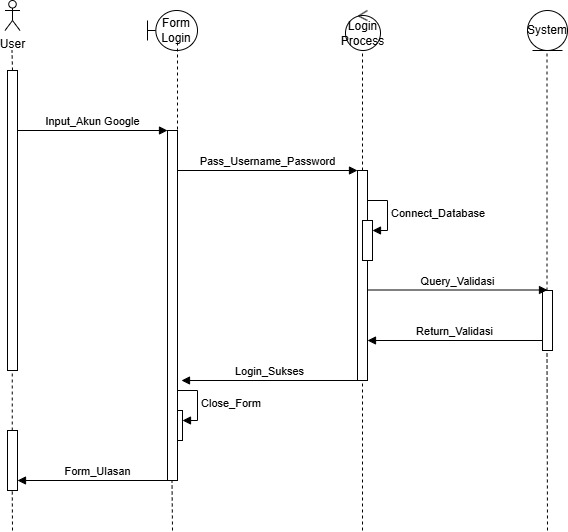 User
Form
Login
Login
Process
System
Input_Akun Google
Pass_Username_Password
Connect_Database
Query_Validasi
Return_Validasi
Login_Sukses
Close_Form
Form_Ulasan